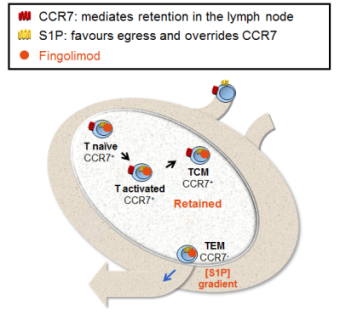 CCR7: mediates retention in the lymph node
S1P: favours egress and overrides CCR7
Fingolimod
T naïve
CCR7⁺
T activated
CCR7⁺
TCM
CCR7⁺
Retained
TEM
CCR7⁻
[S1P]
gradient